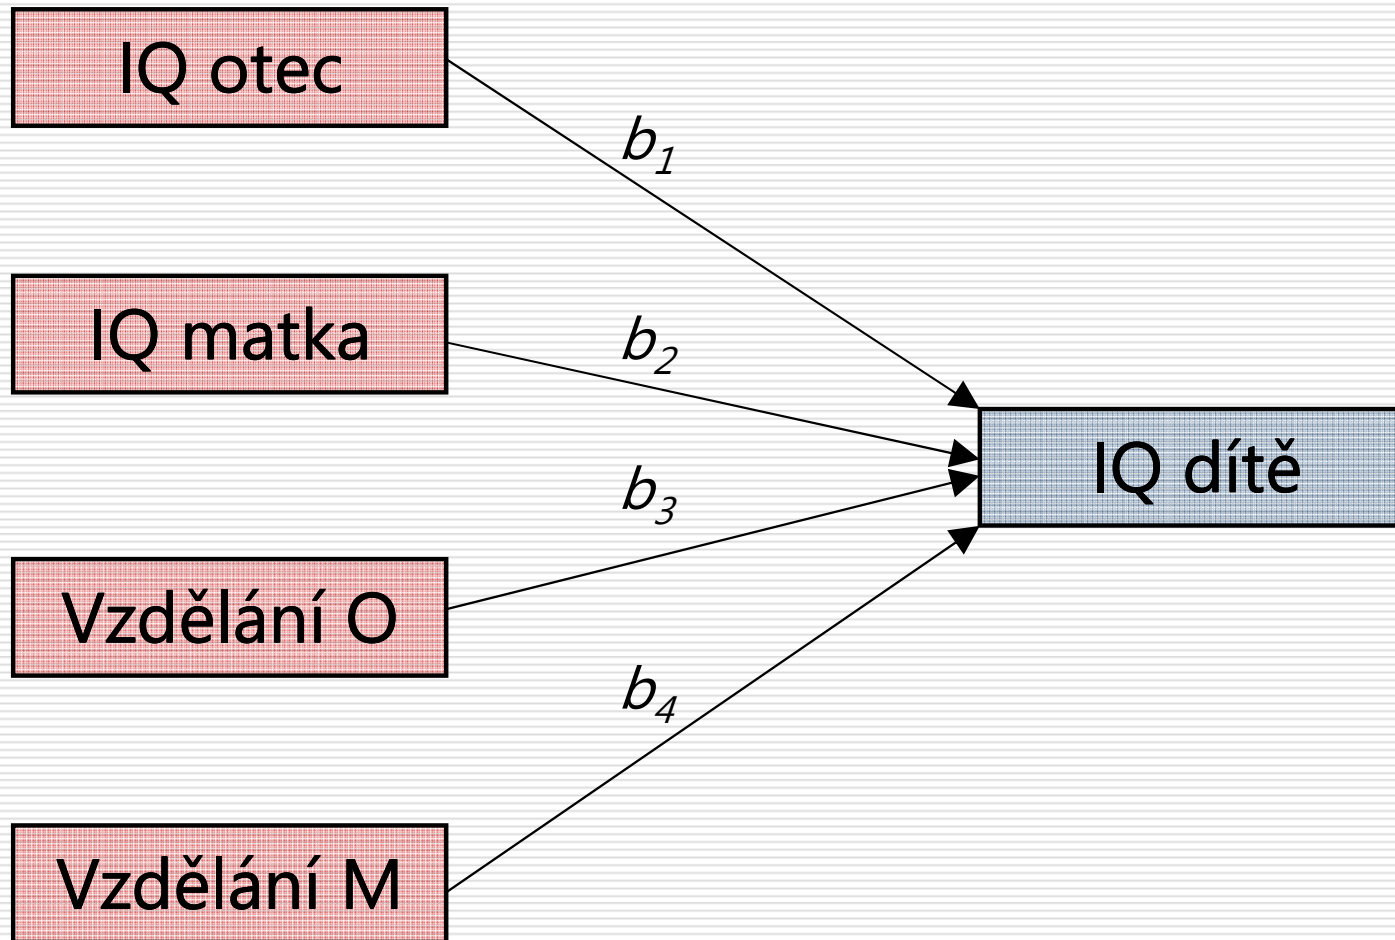 IQ otec
b1
IQ matka
b2
IQ dítě
b3
Vzdělání O
b4
Vzdělání M